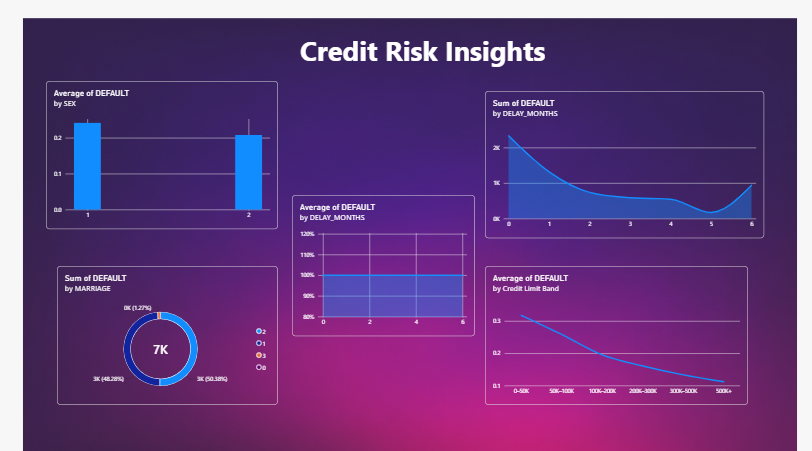 Credit Risk Insights
Average of DEFAULT
by SEX
0.2
0.1
0.0
1 2
Sum of DEFAULT
by DELAY_MONTHS
2K
1K
0K
0 1 2 3 4 5 6
Average of DEFAULT
by DELAY_MONTHS
120%
110%
100%
90%
80%
0 2 4 6
Sum of DEFAULT
by MARRIAGE
0K (1.27%)
7K
3K (48.28%)
3K (50.38%)
2
1
3
0
Average of DEFAULT
by Credit Limit Band
0.3
0.2
0.1
0–50K 50K–100K 100K–200K 200K–300K 300K–500K 500K+